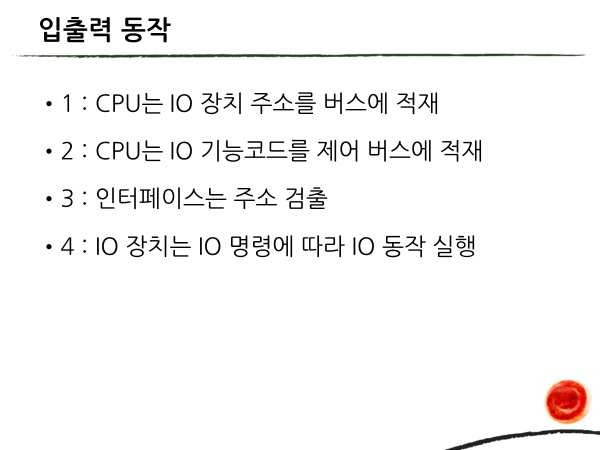 입출력 동작
• 1 : CPU는 IO 장치 주소를 버스에 적재
• 2 : CPU는 IO 기능코드를 제어 버스에 적재
• 3 : 인터페이스는 주소 검출
• 4 : IO 장치는 IO 명령에 따라 IO 동작 실행